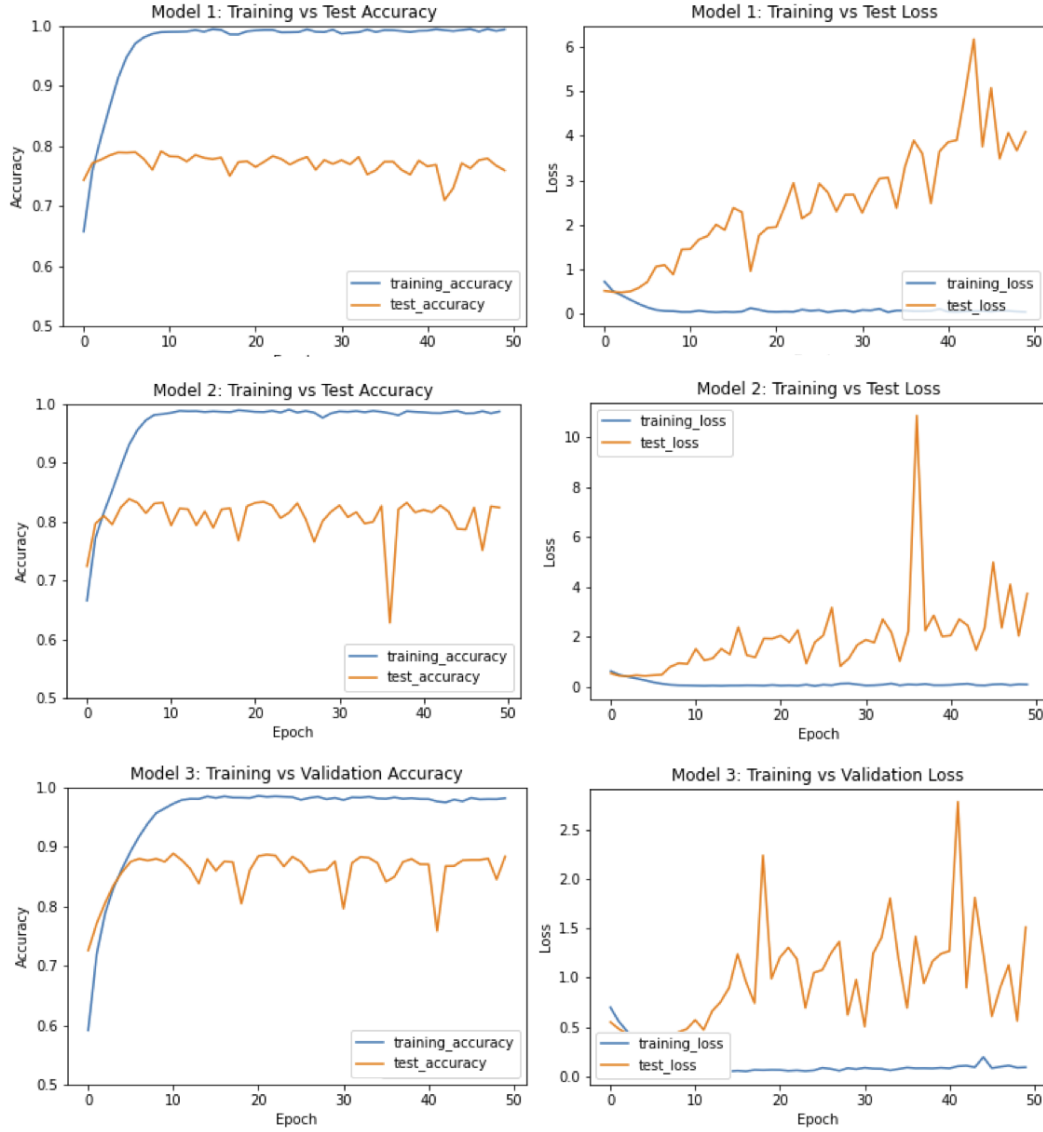 Model 1: Training vs Test Accuracy
1.0
0.9
0.8
0.7
0.6
0.5
Accuracy
training_accuracy
test_accuracy
0
10
20
30
40
50
Model 1: Training vs Test Loss
6
5
4
3
2
1
0
Loss
training_loss
test_loss
0
10
20
30
40
50
Model 2: Training vs Test Accuracy
1.0
0.9
0.8
0.7
0.6
0.5
Accuracy
training_accuracy
test_accuracy
0
10
20
30
40
50
Epoch
Model 2: Training vs Test Loss
10
8
6
4
2
0
Loss
training_loss
test_loss
0
10
20
30
40
50
Epoch
Model 3: Training vs Validation Accuracy
1.0
0.9
0.8
0.7
0.6
0.5
Accuracy
training_accuracy
test_accuracy
0
10
20
30
40
50
Epoch
Model 3: Training vs Validation Loss
2.5
2.0
1.5
1.0
0.5
0.0
Loss
training_loss
test_loss
0
10
20
30
40
50
Epoch